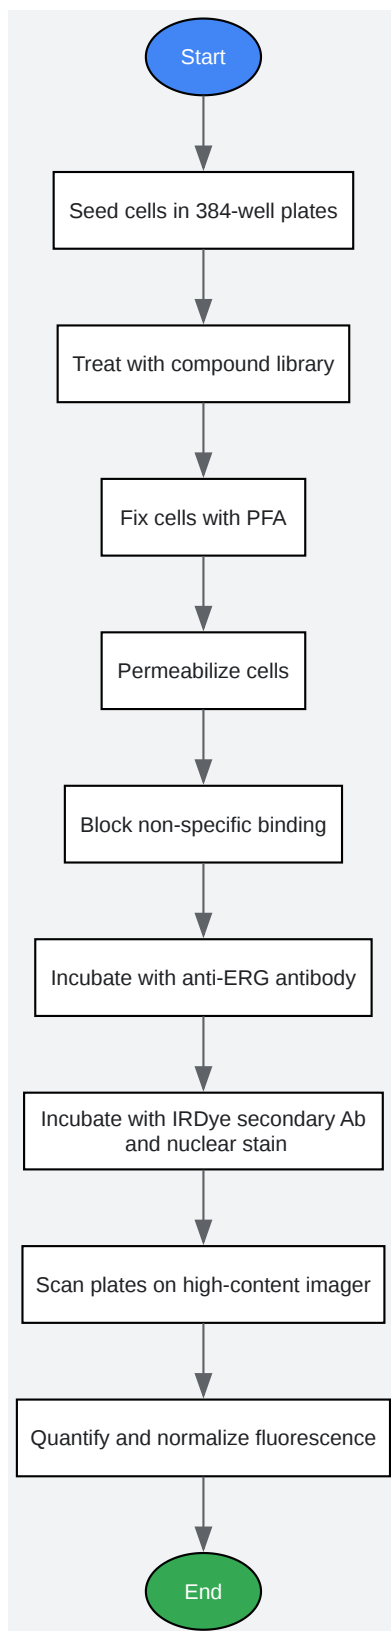 Start
Seed cells in 384-well plates
Treat with compound library
Fix cells with PFA
Permeabilize cells
Block non-specific binding
Incubate with anti-ERG antibody
Incubate with IRDye secondary Ab
and nuclear stain
Scan plates on high-content imager
Quantify and normalize fluorescence
End